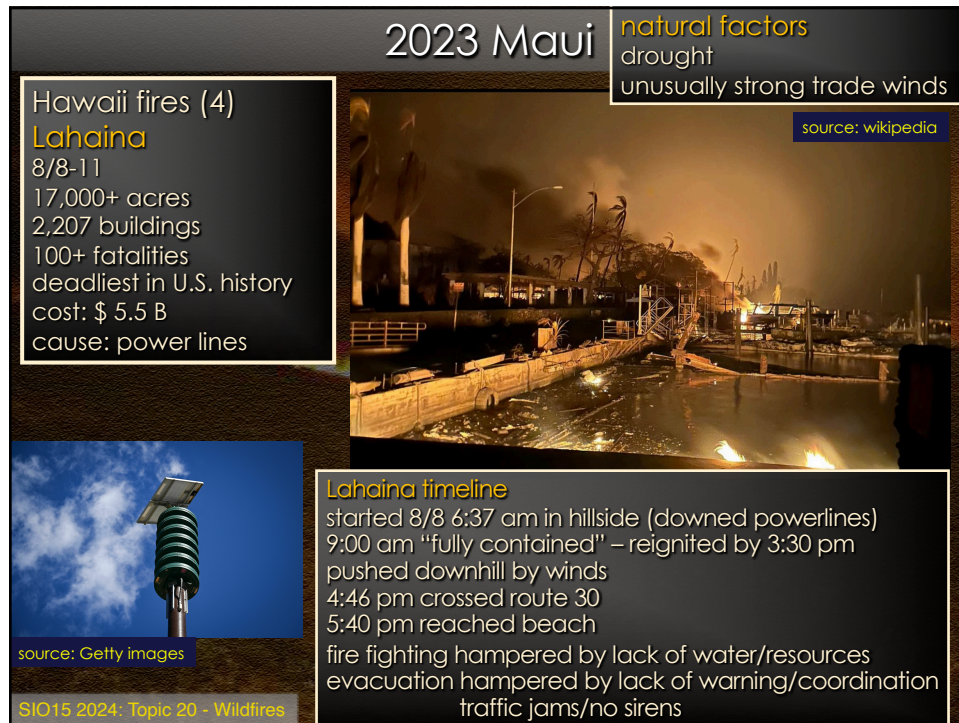 2023 Maui
natural factors
drought
unusually strong trade winds
source: wikipedia
Hawaii fires (4)
Lahaina
8/8-11
17,000+ acres
2,207 buildings
100+ fatalities
deadliest in U.S. history
cost: $ 5.5 B
cause: power lines
source: Getty images
Lahaina timeline
started 8/8 6:37 am in hillside (downed powerlines)
9:00 am “fully contained” – reignited by 3:30 pm
pushed downhill by winds
4:46 pm crossed route 30
5:40 pm reached beach
fire fighting hampered by lack of water/resources
evacuation hampered by lack of warning/coordination
traffic jams/no sirens
SIO15 2024: Topic 20 - Wildfires